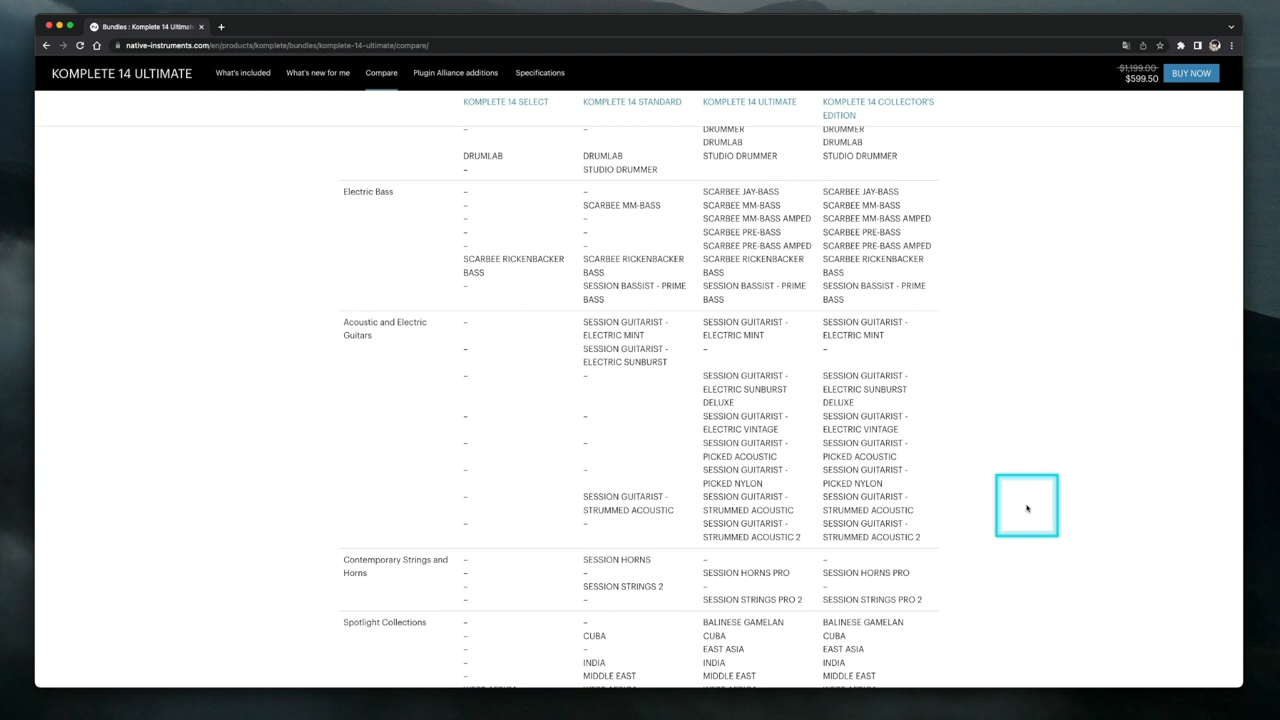 Bundles : Komplete 14 Ultimat
native-instruments.com/en/products/komplete/bundles/komplete-14-ultimate/compare/
KOMPLETE 14 ULTIMATE What's included What's new for me Compare Plugin Alliance additions Specifications $1,199.00 $599.50 BUY NOW
KOMPLETE 14 SELECT KOMPLETE 14 STANDARD KOMPLETE 14 ULTIMATE KOMPLETE 14 COLLECTOR'S
EDITION
– – DRUMMER DRUMMER
DRUMLAB DRUMLAB
DRUMLAB DRUMLAB STUDIO DRUMMER STUDIO DRUMMER
– STUDIO DRUMMER
Electric Bass – – SCARBEE JAY-BASS SCARBEE JAY-BASS
– SCARBEE MM-BASS SCARBEE MM-BASS SCARBEE MM-BASS
– – SCARBEE MM-BASS AMPED SCARBEE MM-BASS AMPED
– – SCARBEE PRE-BASS SCARBEE PRE-BASS
– – SCARBEE PRE-BASS AMPED SCARBEE PRE-BASS AMPED
SCARBEE RICKENBACKER SCARBEE RICKENBACKER SCARBEE RICKENBACKER SCARBEE RICKENBACKER
BASS BASS BASS BASS
– SESSION BASSIST - PRIME SESSION BASSIST - PRIME SESSION BASSIST - PRIME
BASS BASS BASS
Acoustic and Electric – SESSION GUITARIST - SESSION GUITARIST - SESSION GUITARIST -
Guitars ELECTRIC MINT ELECTRIC MINT ELECTRIC MINT
– SESSION GUITARIST - – –
ELECTRIC SUNBURST
– – SESSION GUITARIST - SESSION GUITARIST -
ELECTRIC SUNBURST ELECTRIC SUNBURST
DELUXE DELUXE
– – SESSION GUITARIST - SESSION GUITARIST -
ELECTRIC VINTAGE ELECTRIC VINTAGE
– – SESSION GUITARIST - SESSION GUITARIST -
PICKED ACOUSTIC PICKED ACOUSTIC
– – SESSION GUITARIST - SESSION GUITARIST -
PICKED NYLON PICKED NYLON
– SESSION GUITARIST - SESSION GUITARIST - SESSION GUITARIST -
STRUMMED ACOUSTIC STRUMMED ACOUSTIC STRUMMED ACOUSTIC
– – SESSION GUITARIST - SESSION GUITARIST -
STRUMMED ACOUSTIC 2 STRUMMED ACOUSTIC 2
Contemporary Strings and – SESSION HORNS – –
Horns – – SESSION HORNS PRO SESSION HORNS PRO
– SESSION STRINGS 2 – –
– – SESSION STRINGS PRO 2 SESSION STRINGS PRO 2
Spotlight Collections – – BALINESE GAMELAN BALINESE GAMELAN
– CUBA CUBA CUBA
– – EAST ASIA EAST ASIA
– INDIA INDIA INDIA
– MIDDLE EAST MIDDLE EAST MIDDLE EAST